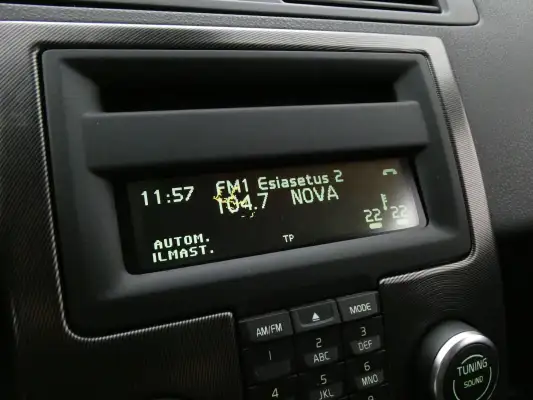 11:57 FM1 Esiasetus 2
104.7 NOVA
22 22
AUTOM. TP
ILMAST.
AM/FM MODE
1 2 ABC 3 DEF
4 5 JKL 6 MNO
TUNING
SOUND